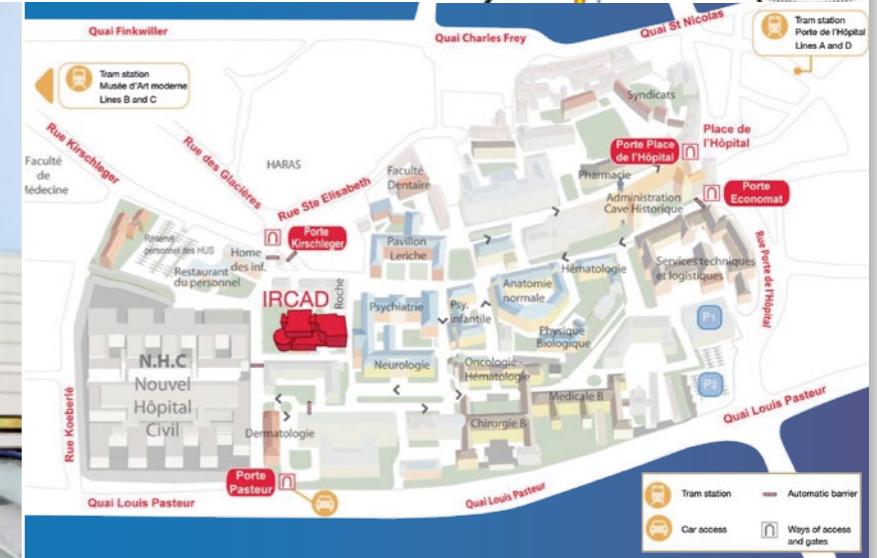 Quai Finkwiller
Quai Charles Frey
Quai St Nicolas
Tram station
Porte de l'Hôpital
Lines A and D
Tram station
Musée d'Art moderne
Lines B and C
Rue Kirschleger
Rue des Glacières
Rue Ste Elisabeth
HARAS
Faculté
de
Médecine
Syndicats
Place de
l'Hôpital
Porte Place
de l'Hôpital
Pharmacie
Porte
Economat
Administration
Cave Historique
Faculté
Dentaire
Porte
Kirschleger
Pavillon
Leriche
Reserve
personnel des HUS
Home
des inf.
Restaurant
du personnel
Rue Porte de l'Hôpital
Services techniques
et logistiques
Hématologie
Anatomie
normale
IRCAD
Roche
Psychiatrie
Psy.
infantile
Physique
Biologique
P1
P2
N.H.C
Nouvel
Hôpital
Civil
Neurologie
Oncologie -
Hématologie
Medicale B
Chirurgie B
Dermatologie
Rue Koeberlé
Quai Louis Pasteur
Porte
Pasteur
Quai Louis Pasteur
Quai Louis Pasteur
Tram station
Automatic barrier
Car access
Ways of access
and gates